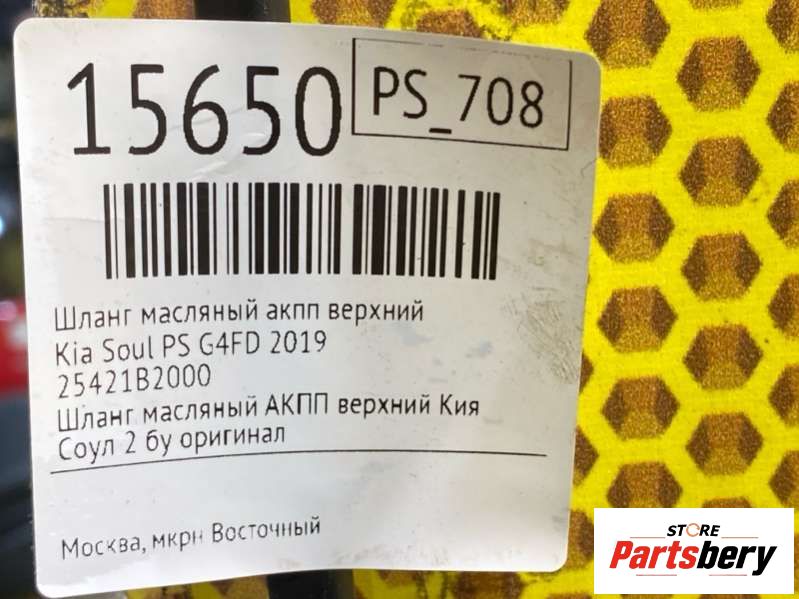 15650
PS_708
Шланг масляный акпп верхний
Kia Soul PS G4FD 2019
25421B2000
Шланг масляный АКПП верхний Кия
Соул 2 бу оригинал
Москва, мкрн Восточный
STORE
Partsbery